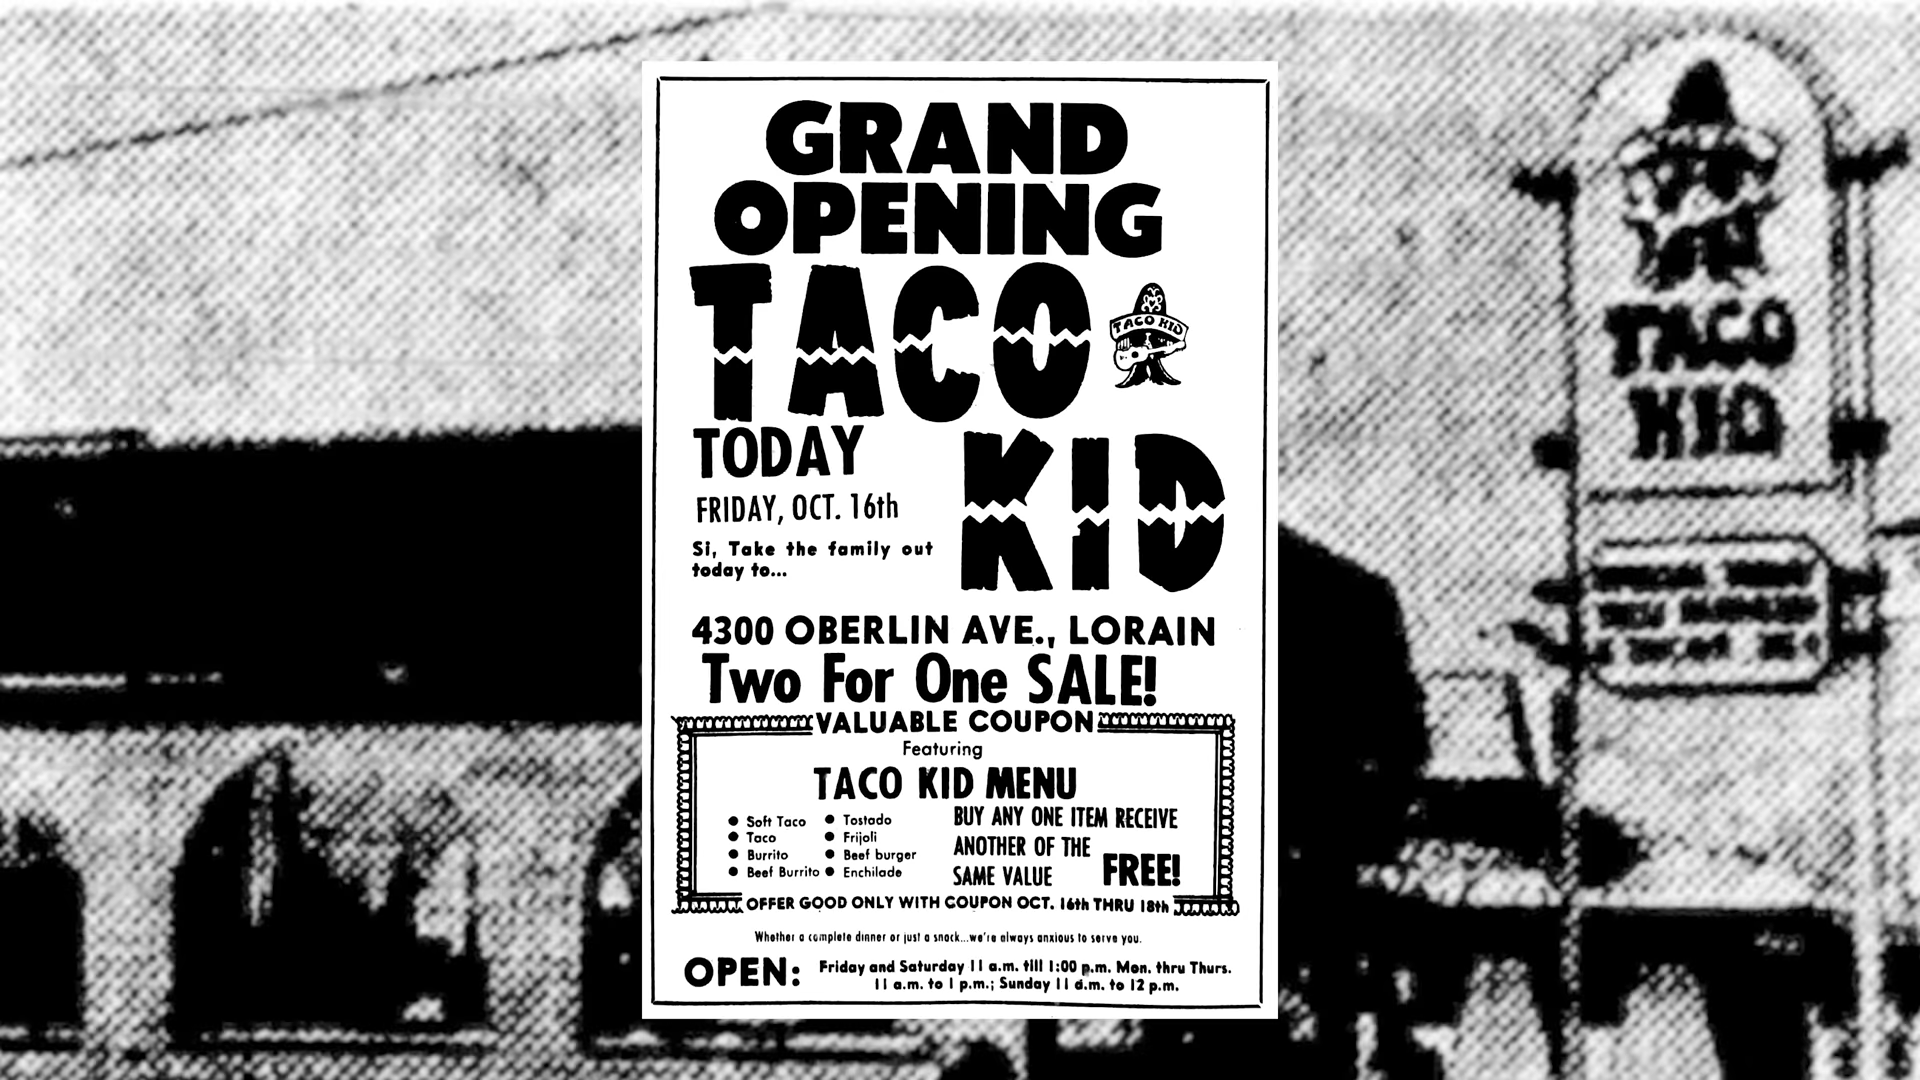 GRAND
OPENING
TACO
TACO KID
TODAY
KID
FRIDAY, OCT. 16th
Si, Take the family out
today to...
4300 OBERLIN AVE., LORAIN
Two For One SALE!
VALUABLE COUPON
Featuring
TACO KID MENU
• Soft Taco
• Taco
• Burrito
• Beef Burrito
• Tostado
• Frijoli
• Beef burger
• Enchilade
BUY ANY ONE ITEM RECEIVE
ANOTHER OF THE
SAME VALUE
FREE!
OFFER GOOD ONLY WITH COUPON OCT. 16th THRU 18th
Whether a complete dinner or just a snack...we're always anxious to serve you.
OPEN: Friday and Saturday 11 a.m. till 1:00 p.m. Mon. thru Thurs.
11 a.m. to 1 p.m.; Sunday 11 d.m. to 12 p.m.
TACO
KID